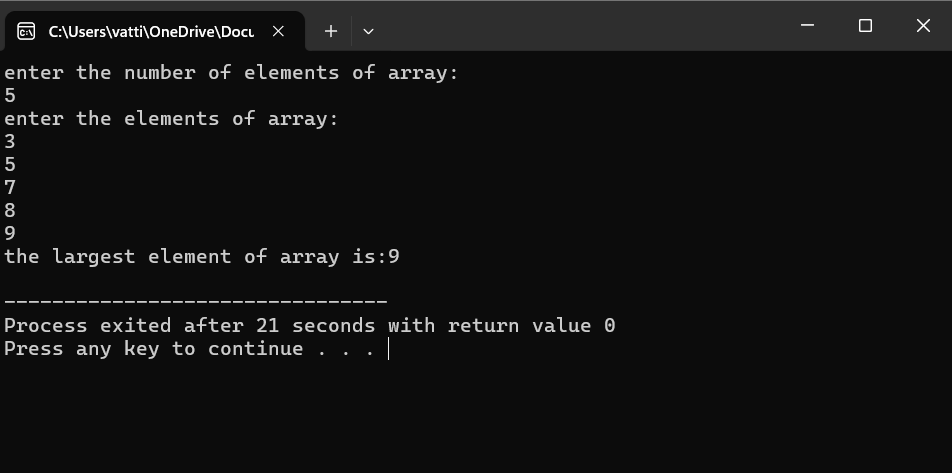 C:\Users\vatti\OneDrive\Docu
enter the number of elements of array:
5
enter the elements of array:
3
5
7
8
9
the largest element of array is:9
--------------------------------
Process exited after 21 seconds with return value 0
Press any key to continue . . .